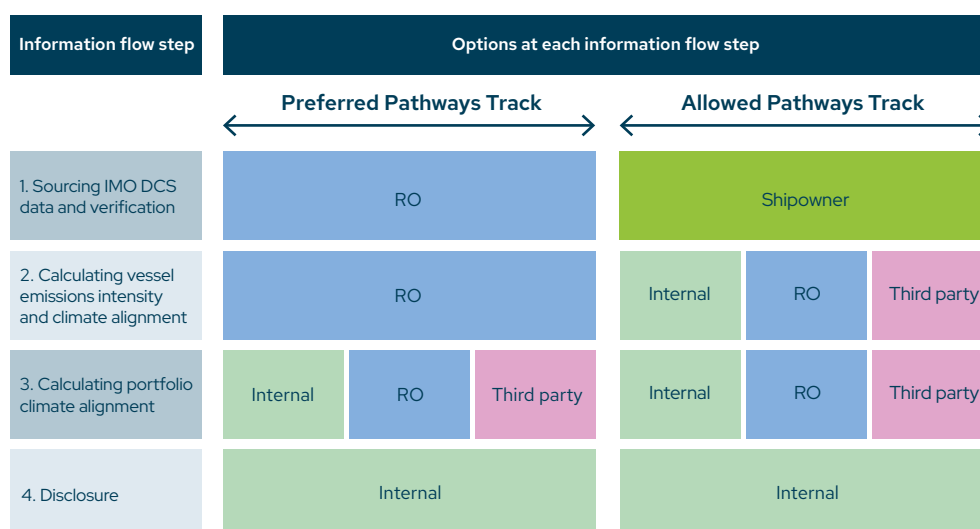 Information flow step
Options at each information flow step
Preferred Pathways Track
Allowed Pathways Track
1. Sourcing IMO DCS
data and verification
RO
Shipowner
2. Calculating vessel
emissions intensity
and climate alignment
RO
Internal
RO
Third party
3. Calculating portfolio
climate alignment
Internal
RO
Third party
Internal
RO
Third party
4. Disclosure
Internal
Internal